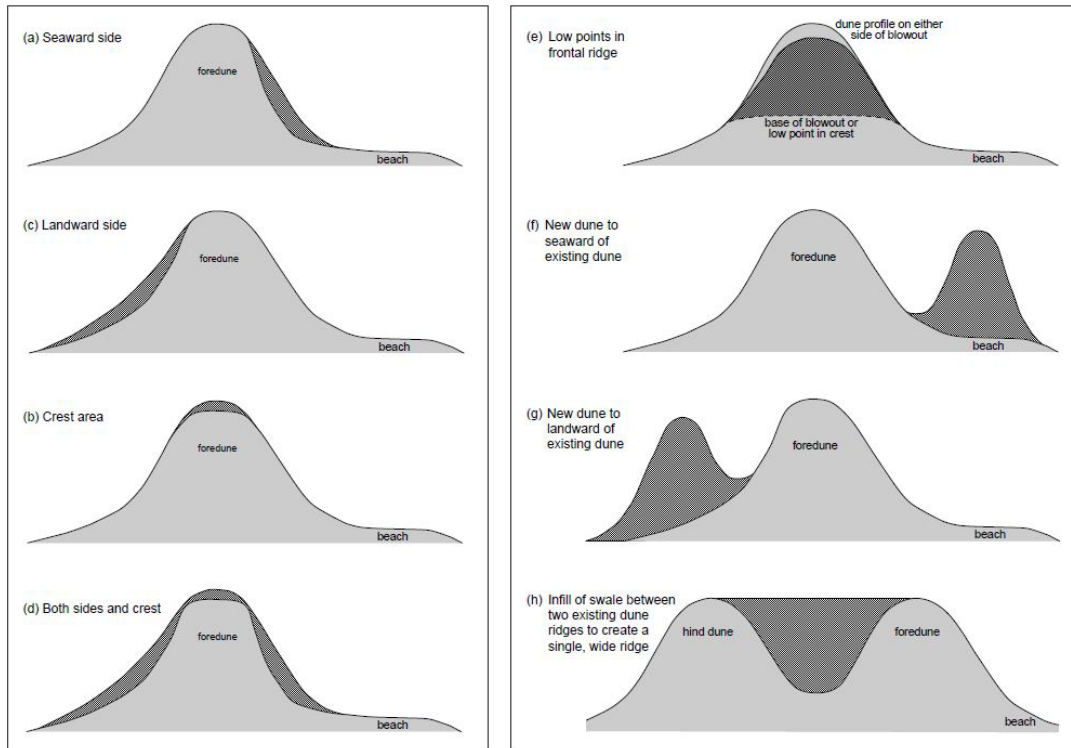 (a) Seaward side
foredune
beach
(c) Landward side
foredune
beach
(b) Crest area
foredune
beach
(d) Both sides and crest
foredune
beach
(e) Low points in
frontal ridge
dune profile on either
side of blowout
base of blowout or
low point in crest
beach
(f) New dune to
seaward of
existing dune
foredune
beach
(g) New dune to
landward of
existing dune
foredune
beach
(h) Infill of swale between
two existing dune
ridges to create a
single, wide ridge
hind dune
foredune
beach